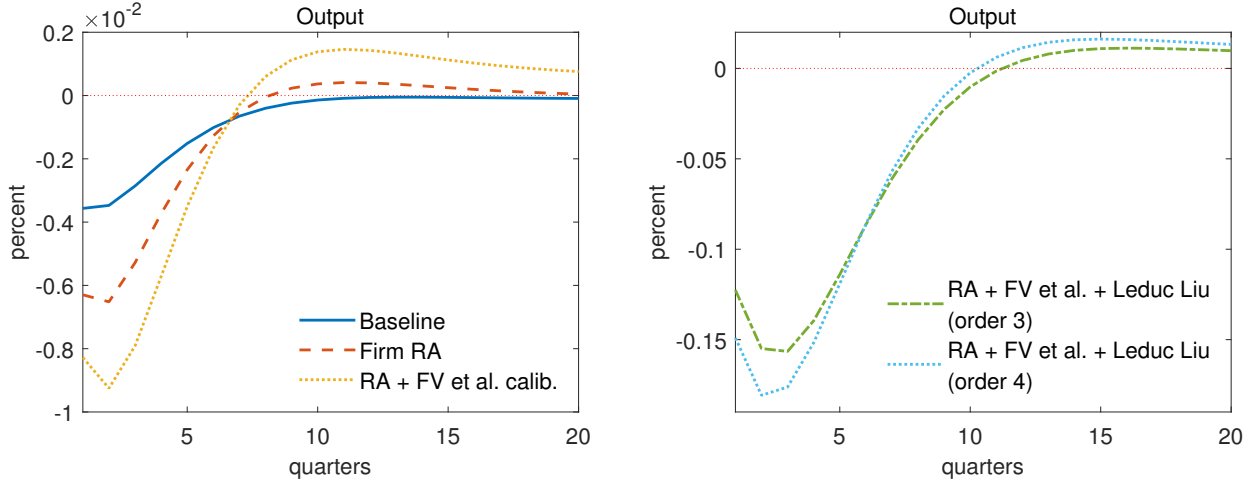 Output
×10-2
0.2
0
-0.2
-0.4
-0.6
-0.8
-1
percent
5
10
15
20
quarters
Baseline
Firm RA
RA + FV et al. calib.
Output
0
-0.05
-0.1
-0.15
percent
5
10
15
20
quarters
RA + FV et al. + Leduc Liu
(order 3)
RA + FV et al. + Leduc Liu
(order 4)